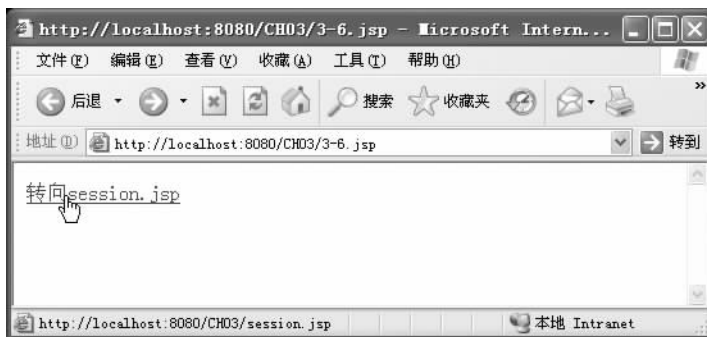 http://localhost:8080/CH03/3-6.jsp - Microsoft Intern...
文件(F) 编辑(E) 查看(V) 收藏(A) 工具(T) 帮助(H)
后退 搜索 收藏夹 »
地址(D) http://localhost:8080/CH03/3-6.jsp 转到
转向session.jsp
http://localhost:8080/CH03/session.jsp 本地 Intranet